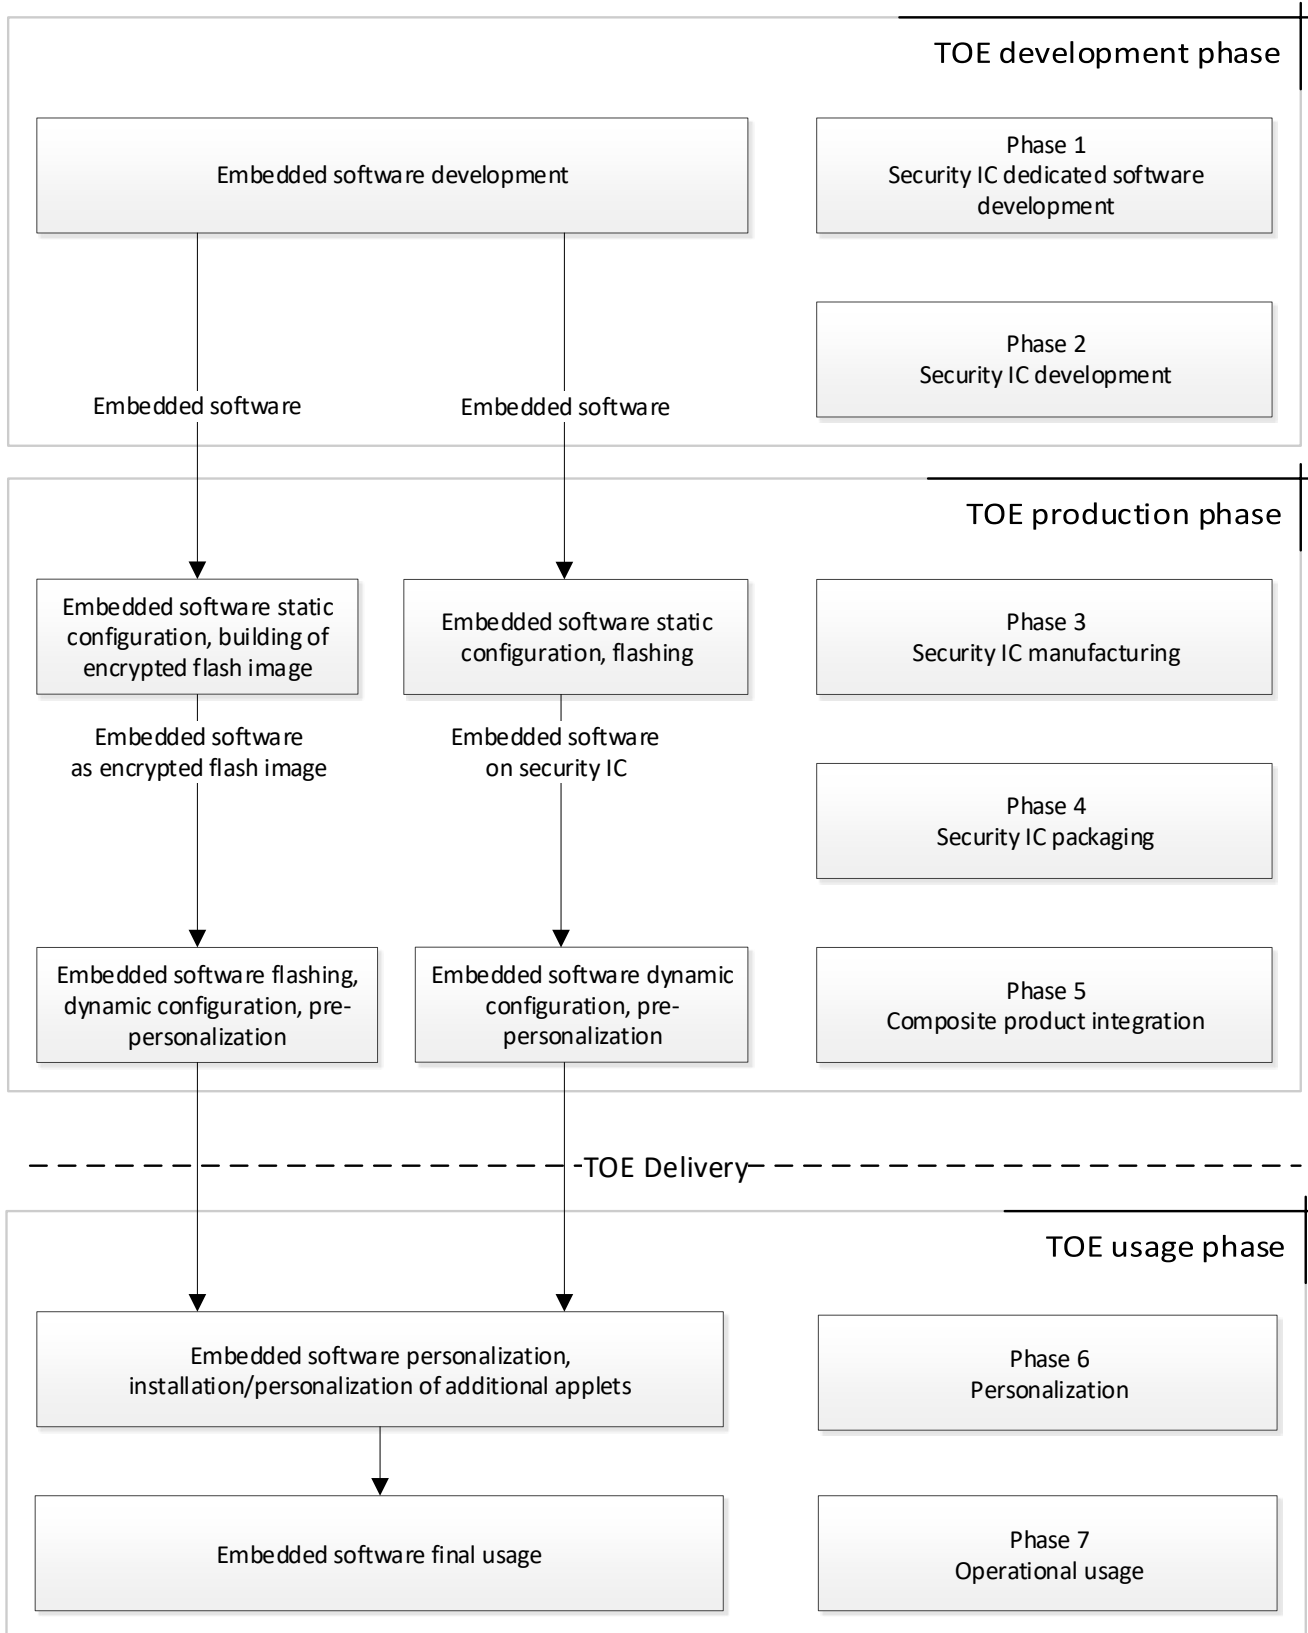 TOE development phase
Embedded software development
Phase 1
Security IC dedicated software
development
Phase 2
Security IC development
Embedded software
Embedded software
TOE production phase
Embedded software static
configuration, building of
encrypted flash image
Embedded software static
configuration, flashing
Phase 3
Security IC manufacturing
Embedded software
as encrypted flash image
Embedded software
on security IC
Phase 4
Security IC packaging
Embedded software flashing,
dynamic configuration, pre-
personalization
Embedded software dynamic
configuration, pre-
personalization
Phase 5
Composite product integration
TOE Delivery
TOE usage phase
Embedded software personalization,
installation/personalization of additional applets
Phase 6
Personalization
Embedded software final usage
Phase 7
Operational usage